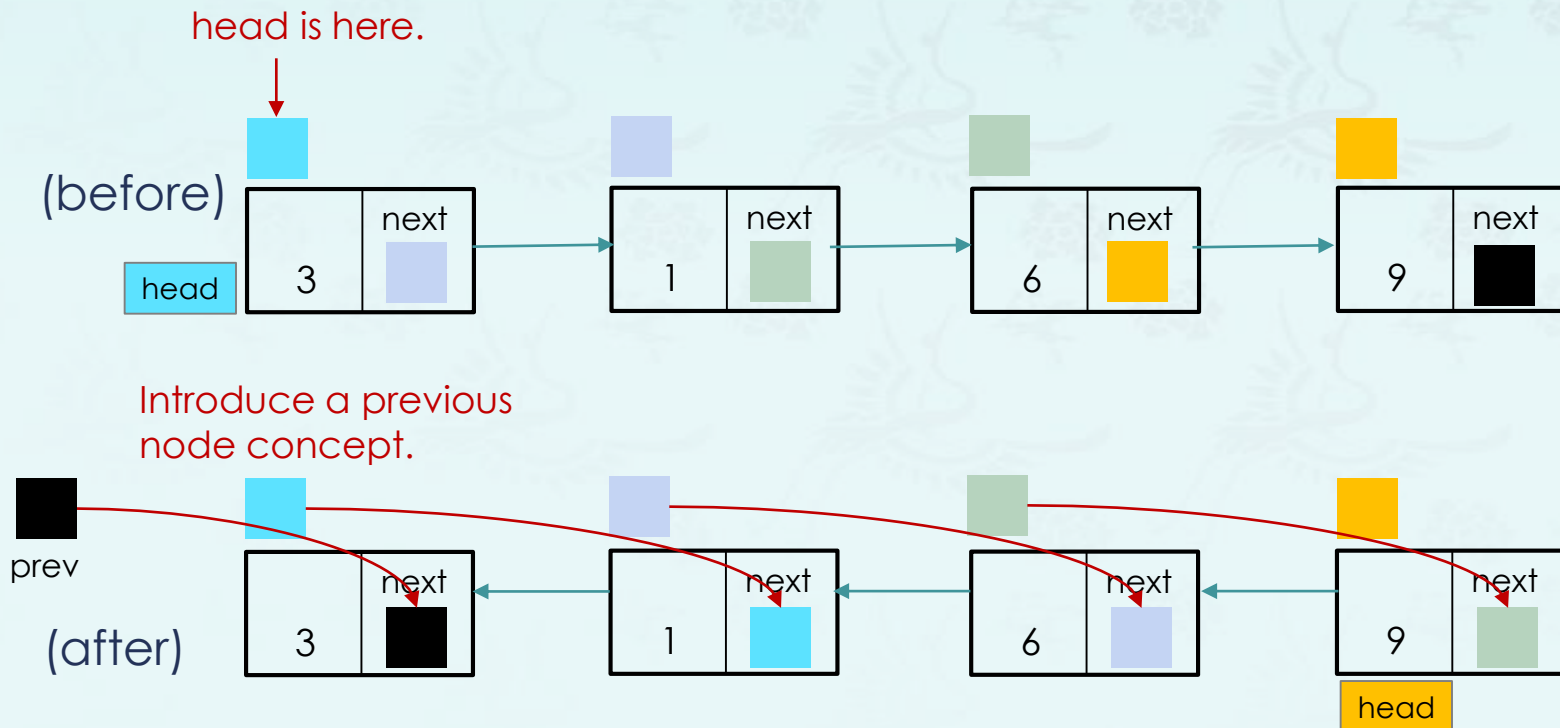 head is here.
(before)
next
next
next
next
head
3
1
6
9
Introduce a previous
node concept.
prev
next
next
next
next
(after)
3
1
6
9
head